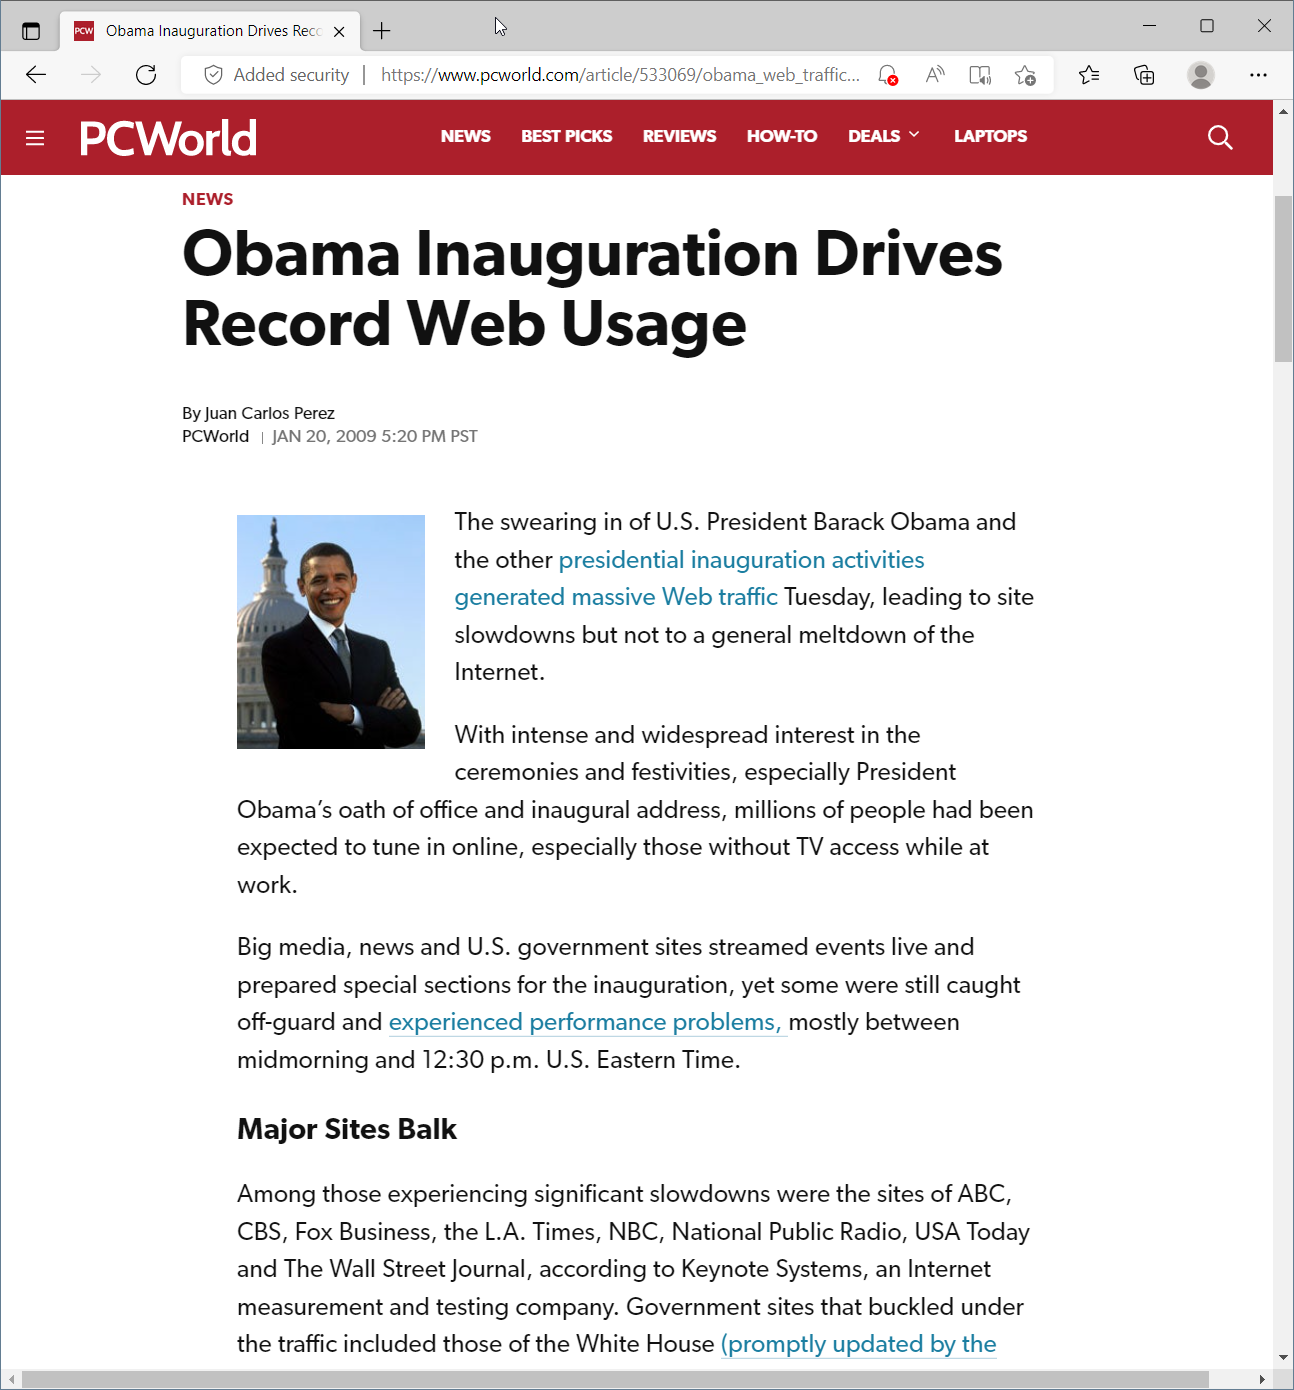 PCW Obama Inauguration Drives Rec
Added security | https://www.pcworld.com/article/533069/obama_web_traffic...
PCWorld NEWS BEST PICKS REVIEWS HOW-TO DEALS LAPTOPS
NEWS
Obama Inauguration Drives
Record Web Usage
By Juan Carlos Perez
PCWorld | JAN 20, 2009 5:20 PM PST
The swearing in of U.S. President Barack Obama and
the other presidential inauguration activities
generated massive Web traffic Tuesday, leading to site
slowdowns but not to a general meltdown of the
Internet.
With intense and widespread interest in the
ceremonies and festivities, especially President
Obama’s oath of office and inaugural address, millions of people had been
expected to tune in online, especially those without TV access while at
work.
Big media, news and U.S. government sites streamed events live and
prepared special sections for the inauguration, yet some were still caught
off-guard and experienced performance problems, mostly between
midmorning and 12:30 p.m. U.S. Eastern Time.
Major Sites Balk
Among those experiencing significant slowdowns were the sites of ABC,
CBS, Fox Business, the L.A. Times, NBC, National Public Radio, USA Today
and The Wall Street Journal, according to Keynote Systems, an Internet
measurement and testing company. Government sites that buckled under
the traffic included those of the White House (promptly updated by the